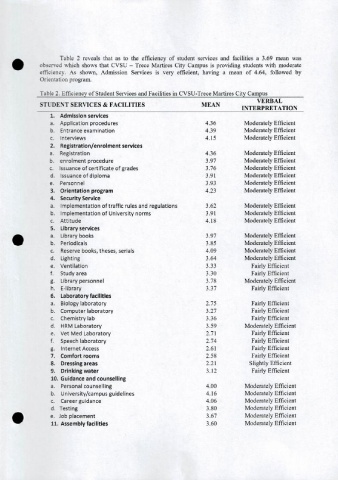 Table 2 reveals that as to the efficiency of student services and facilities a 3.69 mean was
observed which shows that CVSU – Trece Martires City Campus is providing students with moderate
efficiency. As shown, Admission Services is very efficient, having a mean of 4.64, followed by
Orientation program.
Table 2. Efficiency of Student Services and Facilities in CVSU-Trece Martires City Campus
STUDENT SERVICES & FACILITIES MEAN VERBAL INTERPRETATION
1. Admission services
a. Application procedures 4.36 Moderately Efficient
b. Entrance examination 4.39 Moderately Efficient
c. Interviews 4.15 Moderately Efficient
2. Registration/enrolment services
a. Registration 4.36 Moderately Efficient
b. enrolment procedure 3.97 Moderately Efficient
c. Issuance of certificate of grades 3.76 Moderately Efficient
d. Issuance of diploma 3.91 Moderately Efficient
e. Personnel 3.93 Moderately Efficient
3. Orientation program 4.23 Moderately Efficient
4. Security Service
a. Implementation of traffic rules and regulations 3.62 Moderately Efficient
b. Implementation of University norms 3.91 Moderately Efficient
c. Attitude 4.18 Moderately Efficient
5. Library services
a. Library books 3.97 Moderately Efficient
b. Periodicals 3.85 Moderately Efficient
c. Reserve books, theses, serials 4.09 Moderately Efficient
d. Lighting 3.64 Moderately Efficient
e. Ventilation 3.33 Fairly Efficient
f. Study area 3.30 Fairly Efficient
g. Library personnel 3.78 Moderately Efficient
h. E-library 3.37 Fairly Efficient
6. Laboratory facilities
a. Biology laboratory 2.75 Fairly Efficient
b. Computer laboratory 3.27 Fairly Efficient
c. Chemistry lab 3.36 Fairly Efficient
d. HRM Laboratory 3.59 Moderately Efficient
e. Vet Med Laboratory 2.71 Fairly Efficient
f. Speech laboratory 2.74 Fairly Efficient
g. Internet Access 2.61 Fairly Efficient
7. Comfort rooms 2.58 Fairly Efficient
8. Dressing areas 2.21 Slightly Efficient
9. Drinking water 3.12 Fairly Efficient
10. Guidance and counselling
a. Personal counselling 4.00 Moderately Efficient
b. University/campus guidelines 4.16 Moderately Efficient
c. Career guidance 4.06 Moderately Efficient
d. Testing 3.80 Moderately Efficient
e. Job placement 3.67 Moderately Efficient
11. Assembly facilities 3.60 Moderately Efficient